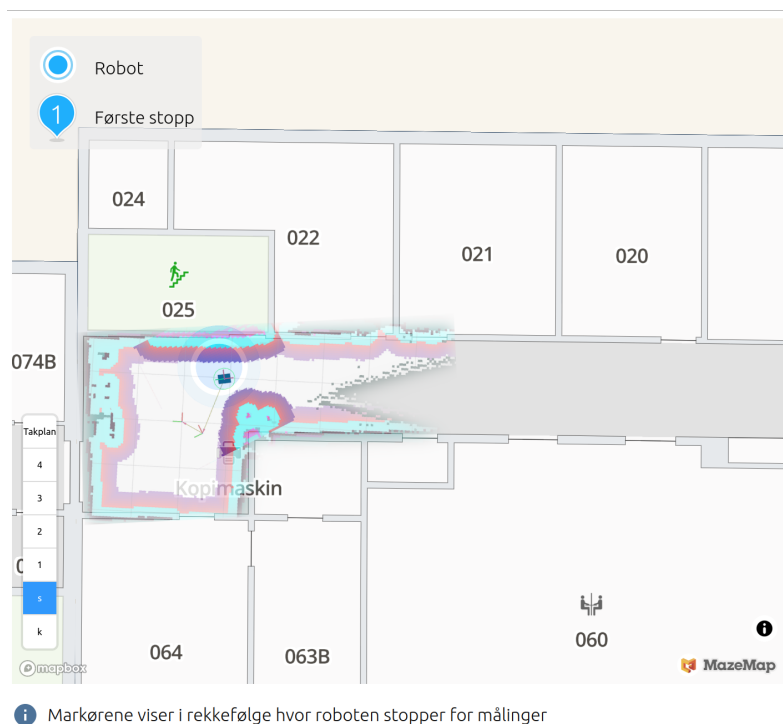 Robot
1
Første stopp
024
022
021
020
025
074B
Takplan
4
3
2
1
s
k
Kopimaskin
064
063B
060
mapbox
MazeMap
i Markørene viser i rekkefølge hvor roboten stopper for målinger